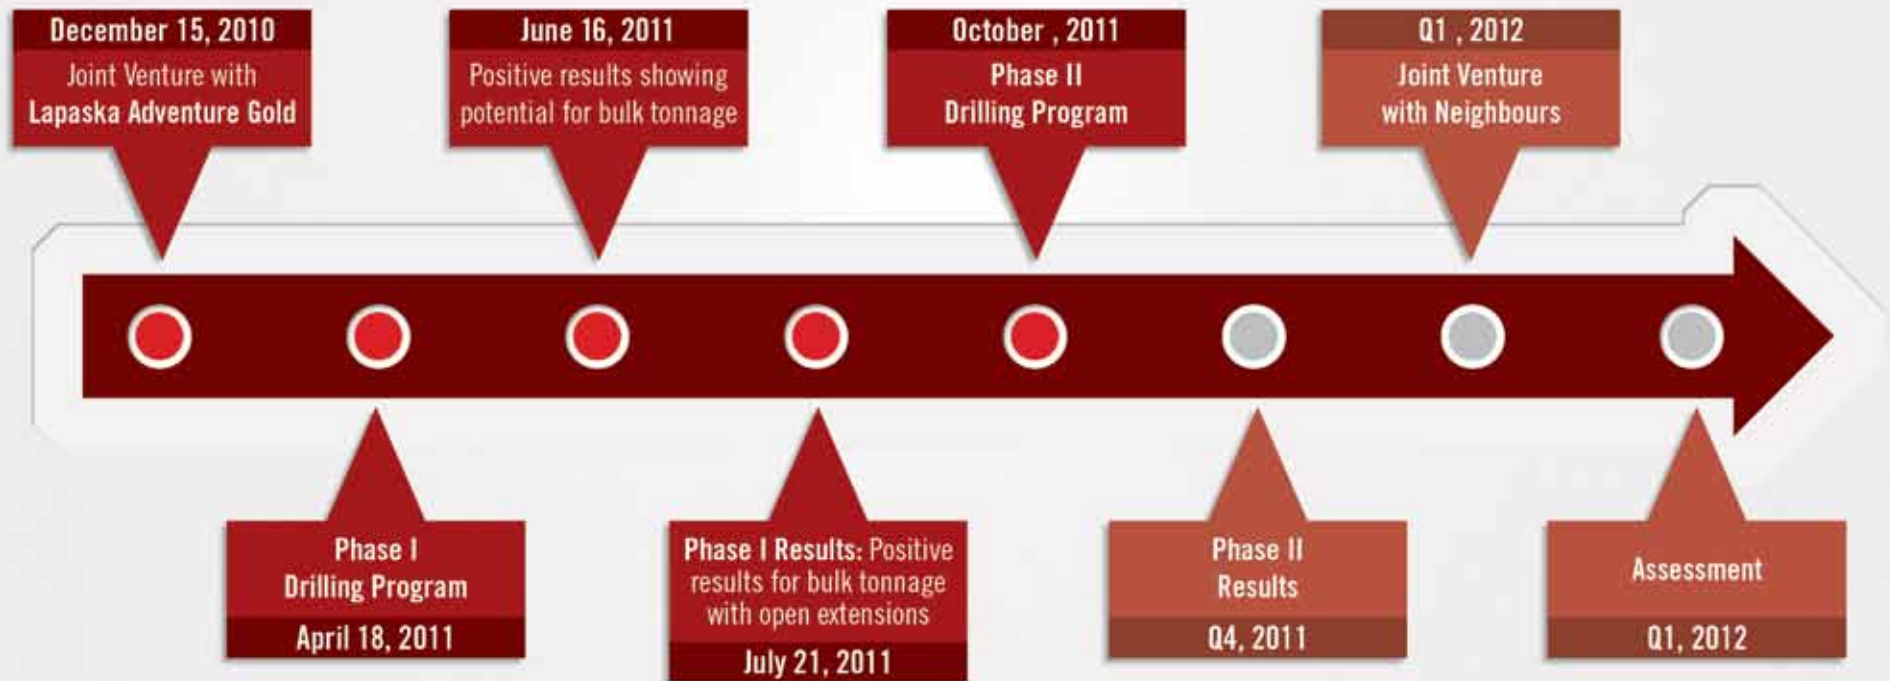 December 15, 2010
Joint Venture with
Lapaska Adventure Gold
June 16, 2011
Positive results showing
potential for bulk tonnage
October , 2011
Phase II
Drilling Program
Q1 , 2012
Joint Venture
with Neighbours
Phase I
Drilling Program
April 18, 2011
Phase I Results: Positive
results for bulk tonnage
with open extensions
July 21, 2011
Phase II
Results
Q4, 2011
Assessment
Q1, 2012